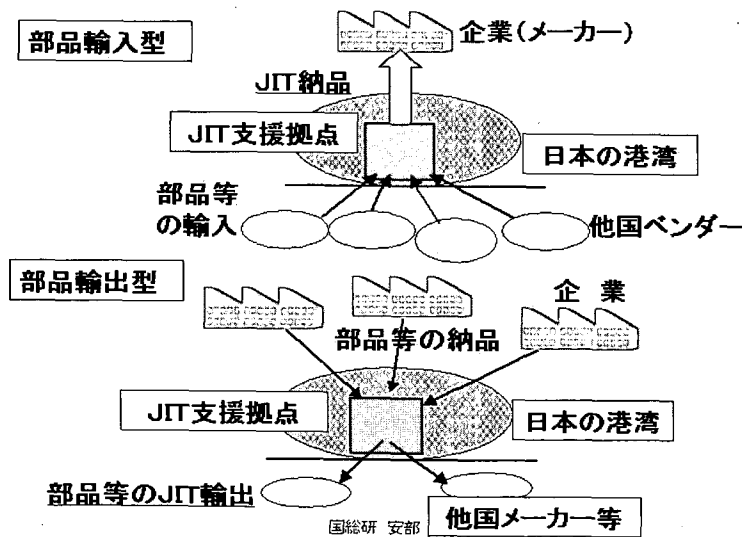 部品輸入型
企業(メーカー)
JIT納品
JIT支援拠点
日本の港湾
部品等
の輸入
他国ベンダー
部品輸出型
企 業
部品等の納品
JIT支援拠点
日本の港湾
部品等のJIT輸出
他国メーカー等
国総研 安部